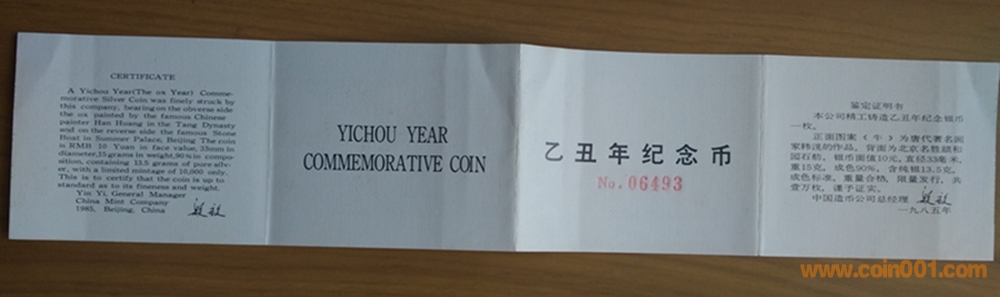 CERTIFICATE
A Yichou Year(The ox Year) Comme-
morative Silver Coin was finely struck by
this company, bearing on the obverse side
the ox painted by the famous Chinese
painter Han Huang in the Tang Dynasty
and on the reverse side the famous Stone
Boat in Summer Palace, Beijing The coin
is RMB 10 Yuan in face value, 33mm in
diameter,15grams in weight,90% in compo-
sition, containing 13.5 grams of pure silv-
er, with a limited mintage of 10,000 only.
This is to certify that the coin is up to
standard as to its fineness and weight.
Yin Yi, General Manager
China Mint Company
1985, Beijing, China
YICHOU YEAR
COMMEMORATIVE COIN
乙丑年纪念币
No. 06493
鉴定证明书
本公司精工铸造乙丑年纪念银币
一枚。
正面图案《牛》为唐代著名画
家韩滉的作品,背面为北京名胜颐和
园石舫。银币面值10元,直径33毫米,
重15克,成色90%,含纯银13.5克,
成色标准,重量合格,限量发行,共
壹万枚,谨予证实。
中国造币公司总经理
一九八五年
www.coin001.com